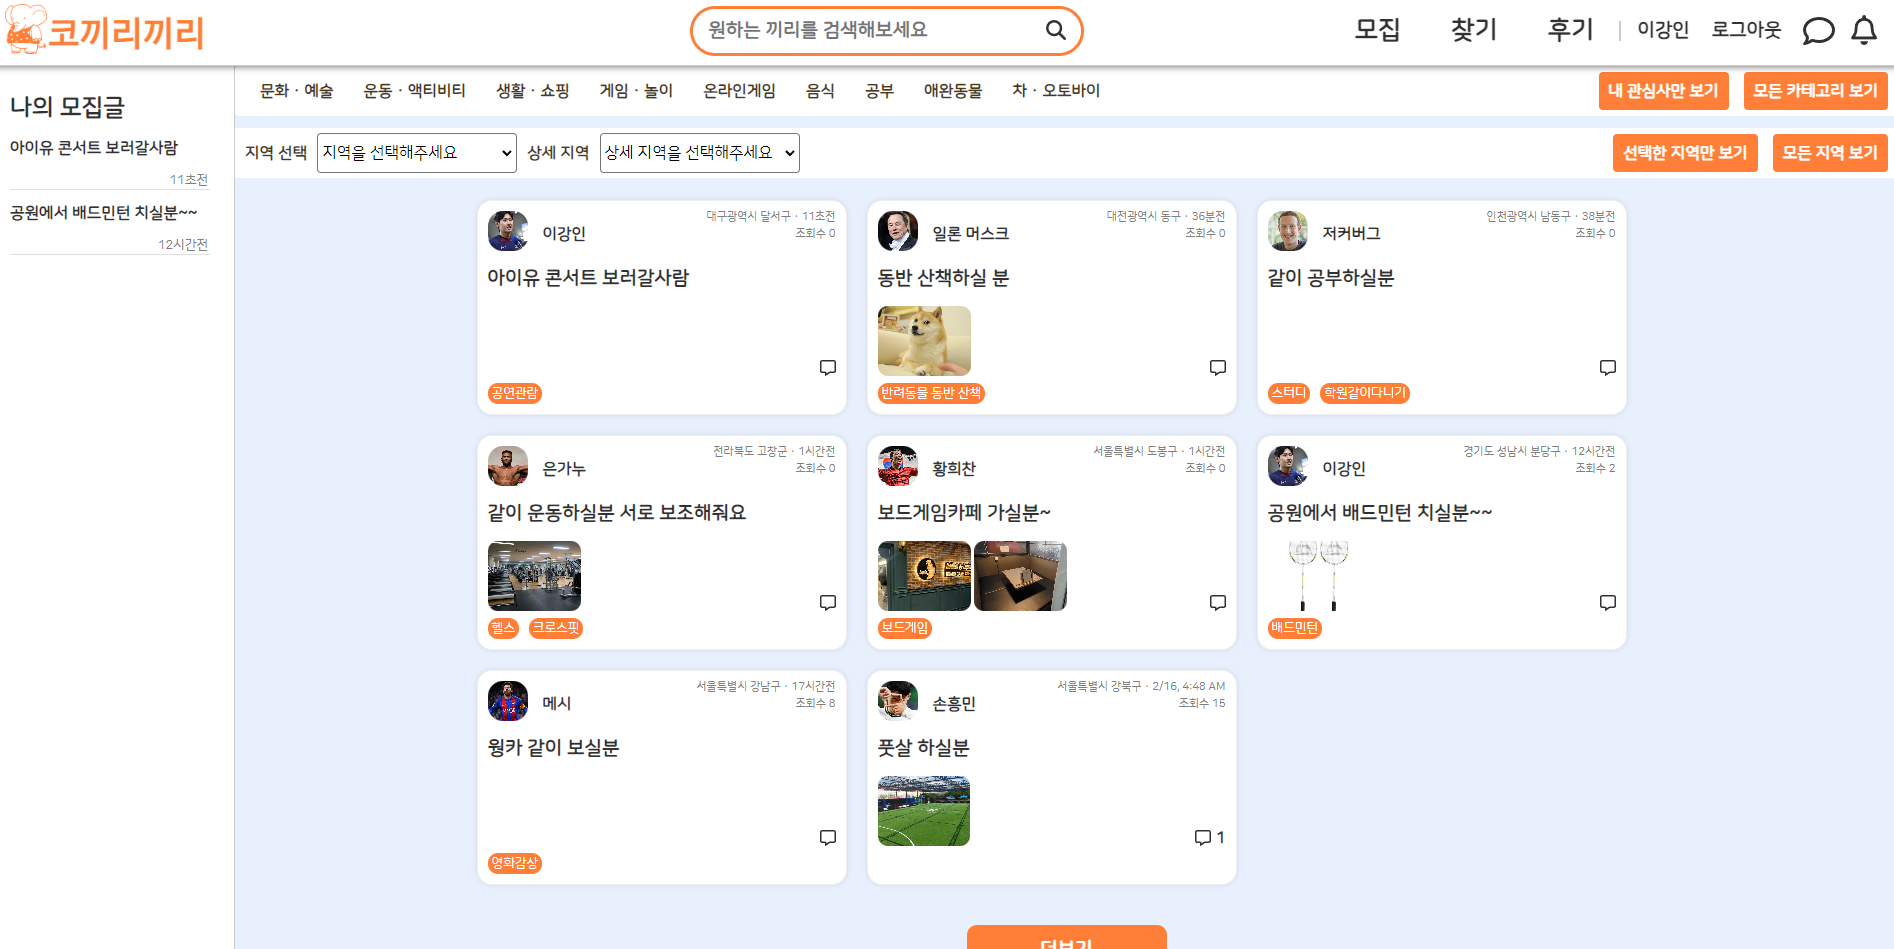 코끼리끼리
원하는 끼리를 검색해보세요
모집 찾기 후기 이강인 로그아웃
나의 모집글
아이유 콘서트 보러갈사람
11초전
공원에서 배드민턴 치실분~~
12시간전
문화 · 예술 운동 · 액티비티 생활 · 쇼핑 게임 · 놀이 온라인게임 음식 공부 애완동물 차 · 오토바이
내 관심사만 보기 모든 카테고리 보기
지역 선택 지역을 선택해주세요 상세 지역 상세 지역을 선택해주세요
선택한 지역만 보기 모든 지역 보기
이강인
대구광역시 달서구 · 11초전
조회수 0
아이유 콘서트 보러갈사람
공연관람
일론 머스크
대전광역시 동구 · 36분전
조회수 0
동반 산책하실 분
반려동물 동반 산책
저커버그
인천광역시 남동구 · 38분전
조회수 0
같이 공부하실분
스터디 학원같이다니기
은가누
전라북도 고창군 · 1시간전
조회수 0
같이 운동하실분 서로 보조해줘요
헬스 크로스핏
황희찬
서울특별시 도봉구 · 1시간전
조회수 0
보드게임카페 가실분~
보드게임
이강인
경기도 성남시 분당구 · 12시간전
조회수 2
공원에서 배드민턴 치실분~~
배드민턴
메시
서울특별시 강남구 · 17시간전
조회수 8
웡카 같이 보실분
영화감상
손흥민
서울특별시 강북구 · 2/16, 4:48 AM
조회수 15
풋살 하실분
1
더보기